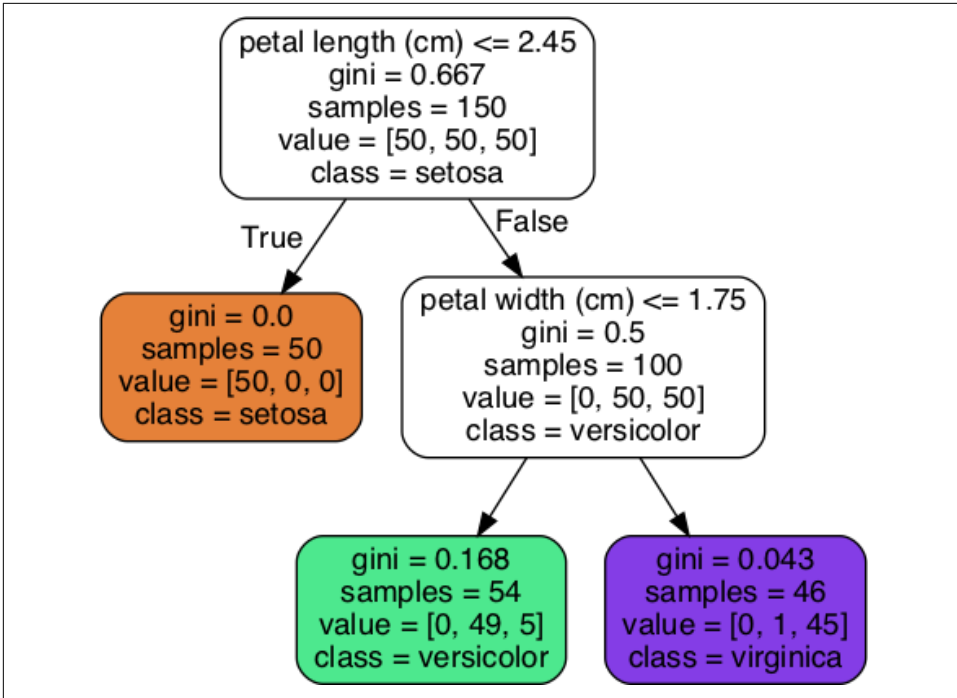 petal length (cm) <= 2.45
gini = 0.667
samples = 150
value = [50, 50, 50]
class = setosa
True
False
gini = 0.0
samples = 50
value = [50, 0, 0]
class = setosa
petal width (cm) <= 1.75
gini = 0.5
samples = 100
value = [0, 50, 50]
class = versicolor
gini = 0.168
samples = 54
value = [0, 49, 5]
class = versicolor
gini = 0.043
samples = 46
value = [0, 1, 45]
class = virginica